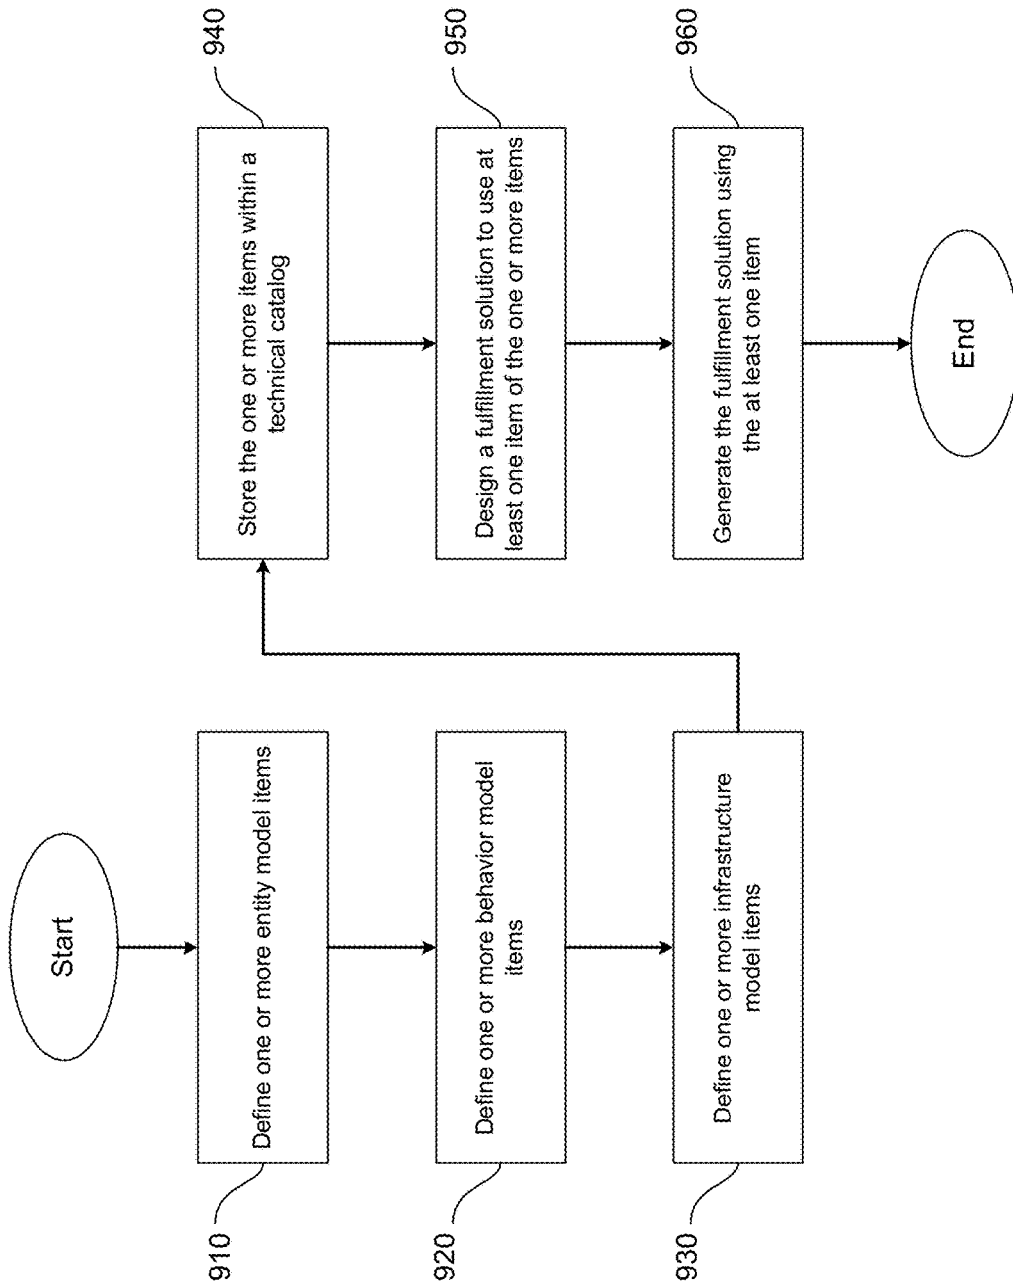 Start
910
Define one or more entity model items
920
Define one or more behavior model
items
930
Define one or more infrastructure
model items
940
Store the one or more items within a
technical catalog
950
Design a fulfillment solution to use at
least one item of the one or more items
960
Generate the fulfillment solution using
the at least one item
End